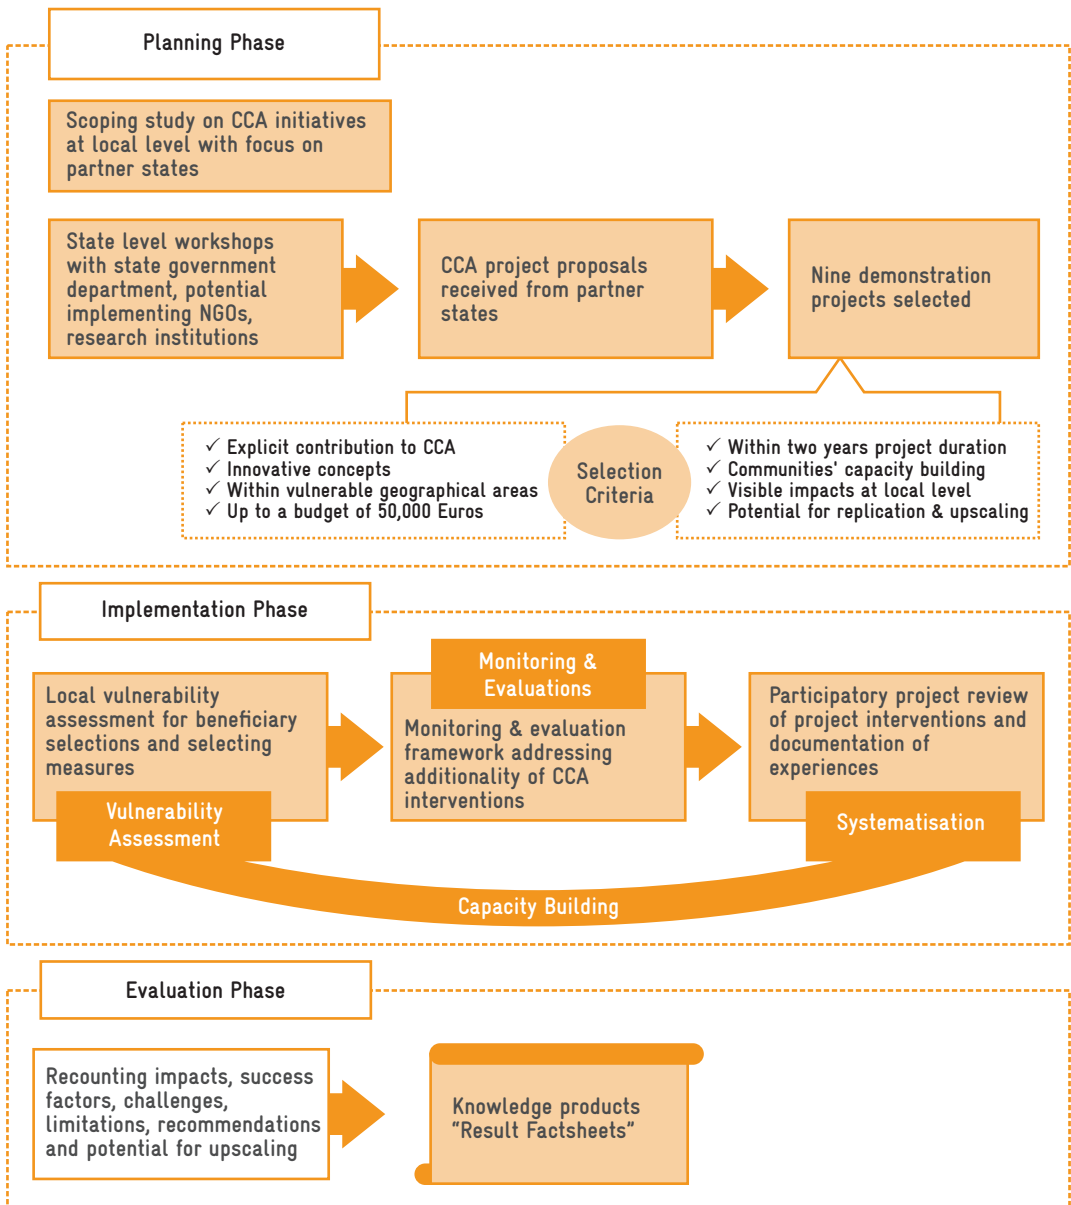 Planning Phase
Scoping study on CCA initiatives
at local level with focus on
partner states
State level workshops
with state government
department, potential
implementing NGOs,
research institutions
CCA project proposals
received from partner
states
Nine demonstration
projects selected
✓ Explicit contribution to CCA
✓ Innovative concepts
✓ Within vulnerable geographical areas
✓ Up to a budget of 50,000 Euros
Selection
Criteria
✓ Within two years project duration
✓ Communities' capacity building
✓ Visible impacts at local level
✓ Potential for replication & upscaling
Implementation Phase
Local vulnerability
assessment for beneficiary
selections and selecting
measures
Vulnerability
Assessment
Monitoring &
Evaluations
Monitoring & evaluation
framework addressing
additionality of CCA
interventions
Participatory project review
of project interventions and
documentation of
experiences
Systematisation
Capacity Building
Evaluation Phase
Recounting impacts, success
factors, challenges,
limitations, recommendations
and potential for upscaling
Knowledge products
“Result Factsheets”